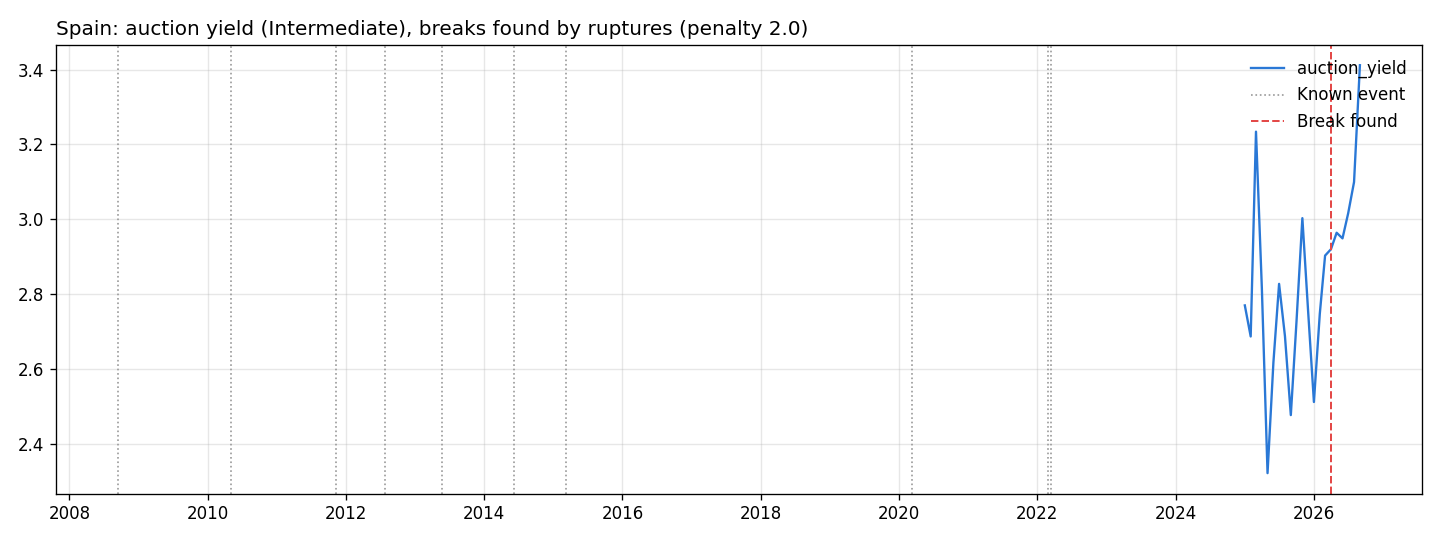 Spain: auction yield (Intermediate), breaks found by ruptures (penalty 2.0)
auction_yield
Known event
Break found
3.4
3.2
3.0
2.8
2.6
2.4
2008 2010 2012 2014 2016 2018 2020 2022 2024 2026